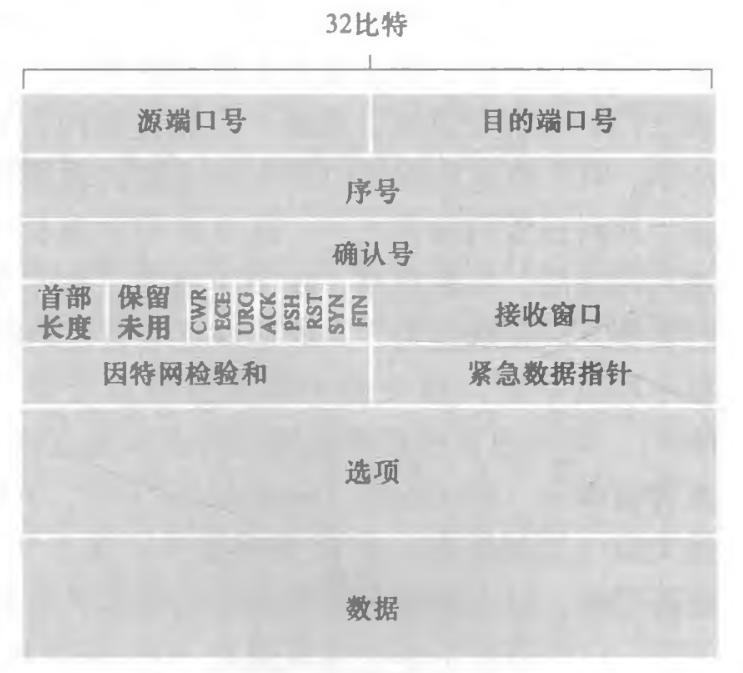 32比特
源端口号 目的端口号
序号
确认号
首部 保留 CWR ECE URG ACK PSH RST SYN FIN 接收窗口
长度 未用
因特网检验和 紧急数据指针
选项
数据